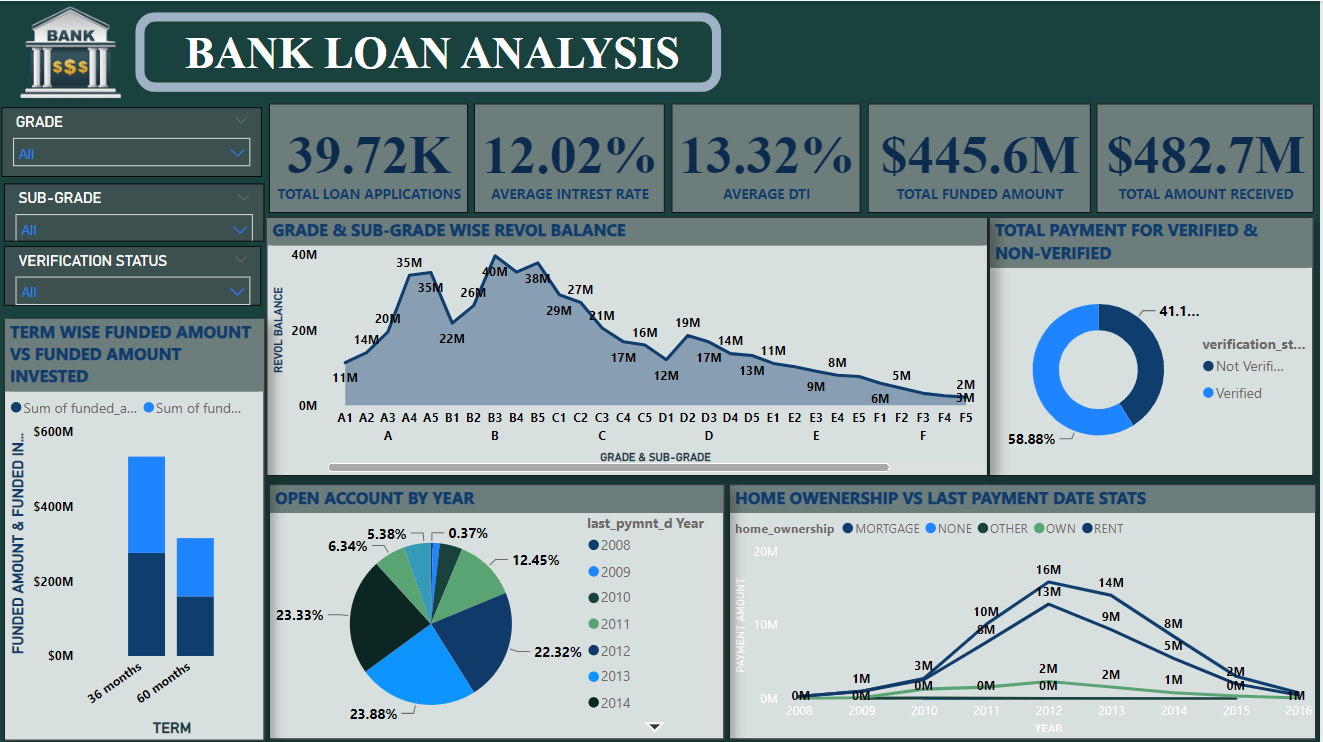 BANK
$$$
BANK LOAN ANALYSIS
GRADE
All
SUB-GRADE
All
VERIFICATION STATUS
All
39.72K
TOTAL LOAN APPLICATIONS
12.02%
AVERAGE INTREST RATE
13.32%
AVERAGE DTI
$445.6M
TOTAL FUNDED AMOUNT
$482.7M
TOTAL AMOUNT RECEIVED
GRADE & SUB-GRADE WISE REVOL BALANCE
REVOL BALANCE
40M
20M
0M
11M
14M
20M
35M
35M
22M
26M
40M
38M
29M
27M
21M
17M
16M
12M
19M
17M
14M
13M
11M
9M
8M
6M
5M
2M
3M
A1 A2 A3 A4 A5 B1 B2 B3 B4 B5 C1 C2 C3 C4 C5 D1 D2 D3 D4 D5 E1 E2 E3 E4 E5 F1 F2 F3 F4 F5
A B C D E F
GRADE & SUB-GRADE
TOTAL PAYMENT FOR VERIFIED &
NON-VERIFIED
41.1...
58.88%
verification_st...
Not Verifi...
Verified
TERM WISE FUNDED AMOUNT
VS FUNDED AMOUNT
INVESTED
Sum of funded_a... Sum of fund...
FUNDED AMOUNT & FUNDED IN...
$600M
$400M
$200M
$0M
36 months
60 months
TERM
OPEN ACCOUNT BY YEAR
5.38%
0.37%
6.34%
12.45%
23.33%
22.32%
23.88%
last_pymnt_d Year
2008
2009
2010
2011
2012
2013
2014
HOME OWENERSHIP VS LAST PAYMENT DATE STATS
home_ownership MORTGAGE NONE OTHER OWN RENT
PAYMENT AMOUNT
20M
10M
0M
0M
1M
0M
3M
0M
10M
8M
0M
16M
13M
2M
0M
14M
9M
2M
8M
5M
1M
2M
0M
1M
2008 2009 2010 2011 2012 2013 2014 2015 2016
YEAR